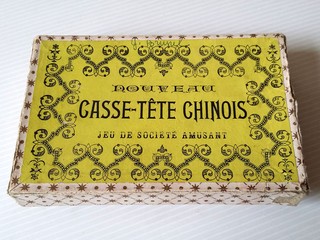 NOUVEAU
CASSE-TÊTE CHINOIS
JEU DE SOCIÉTÉ AMUSANT